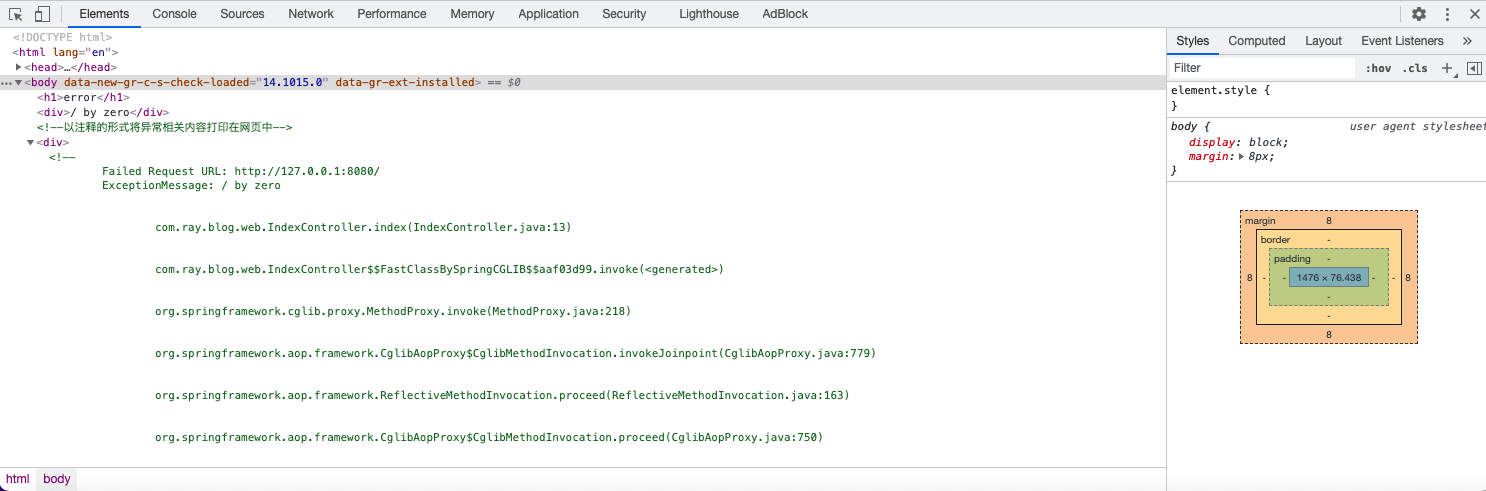 Elements Console Sources Network Performance Memory Application Security Lighthouse AdBlock
<!DOCTYPE html>
<html lang="en">
<head>…</head>
<body data-new-gr-c-s-check-loaded="14.1015.0" data-gr-ext-installed> == $0
<h1>error</h1>
<div>/ by zero</div>
<!--以注释的形式将异常相关内容打印在网页中-->
<div>
<!--
Failed Request URL: http://127.0.0.1:8080/
ExceptionMessage: / by zero
com.ray.blog.web.IndexController.index(IndexController.java:13)
com.ray.blog.web.IndexController$$FastClassBySpringCGLIB$$aaf03d99.invoke(<generated>)
org.springframework.cglib.proxy.MethodProxy.invoke(MethodProxy.java:218)
org.springframework.aop.framework.CglibAopProxy$CglibMethodInvocation.invokeJoinpoint(CglibAopProxy.java:779)
org.springframework.aop.framework.ReflectiveMethodInvocation.proceed(ReflectiveMethodInvocation.java:163)
org.springframework.aop.framework.CglibAopProxy$CglibMethodInvocation.proceed(CglibAopProxy.java:750)
html body
Styles Computed Layout Event Listeners »
Filter :hov .cls +
element.style {
}
body { user agent stylesheet
display: block;
margin: 8px;
}
margin 8
border -
padding -
8 - - 1476 × 76.438 - - 8
-
-
8